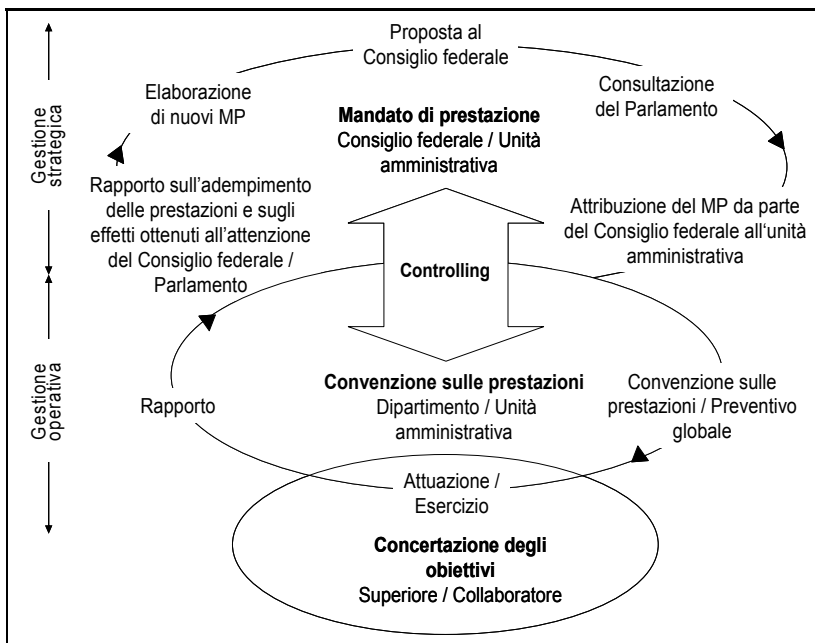 Proposta al
Consiglio federale
Elaborazione
di nuovi MP
Consultazione
del Parlamento
Mandato di prestazione
Consiglio federale / Unità
amministrativa
Gestione
strategica
Rapporto sull'adempimento
delle prestazioni e sugli
effetti ottenuti all'attenzione
del Consiglio federale /
Parlamento
Attribuzione del MP da parte
del Consiglio federale all'unità
amministrativa
Controlling
Gestione
operativa
Rapporto
Convenzione sulle prestazioni
Dipartimento / Unità
amministrativa
Convenzione sulle
prestazioni / Preventivo
globale
Attuazione /
Esercizio
Concertazione degli
obiettivi
Superiore / Collaboratore